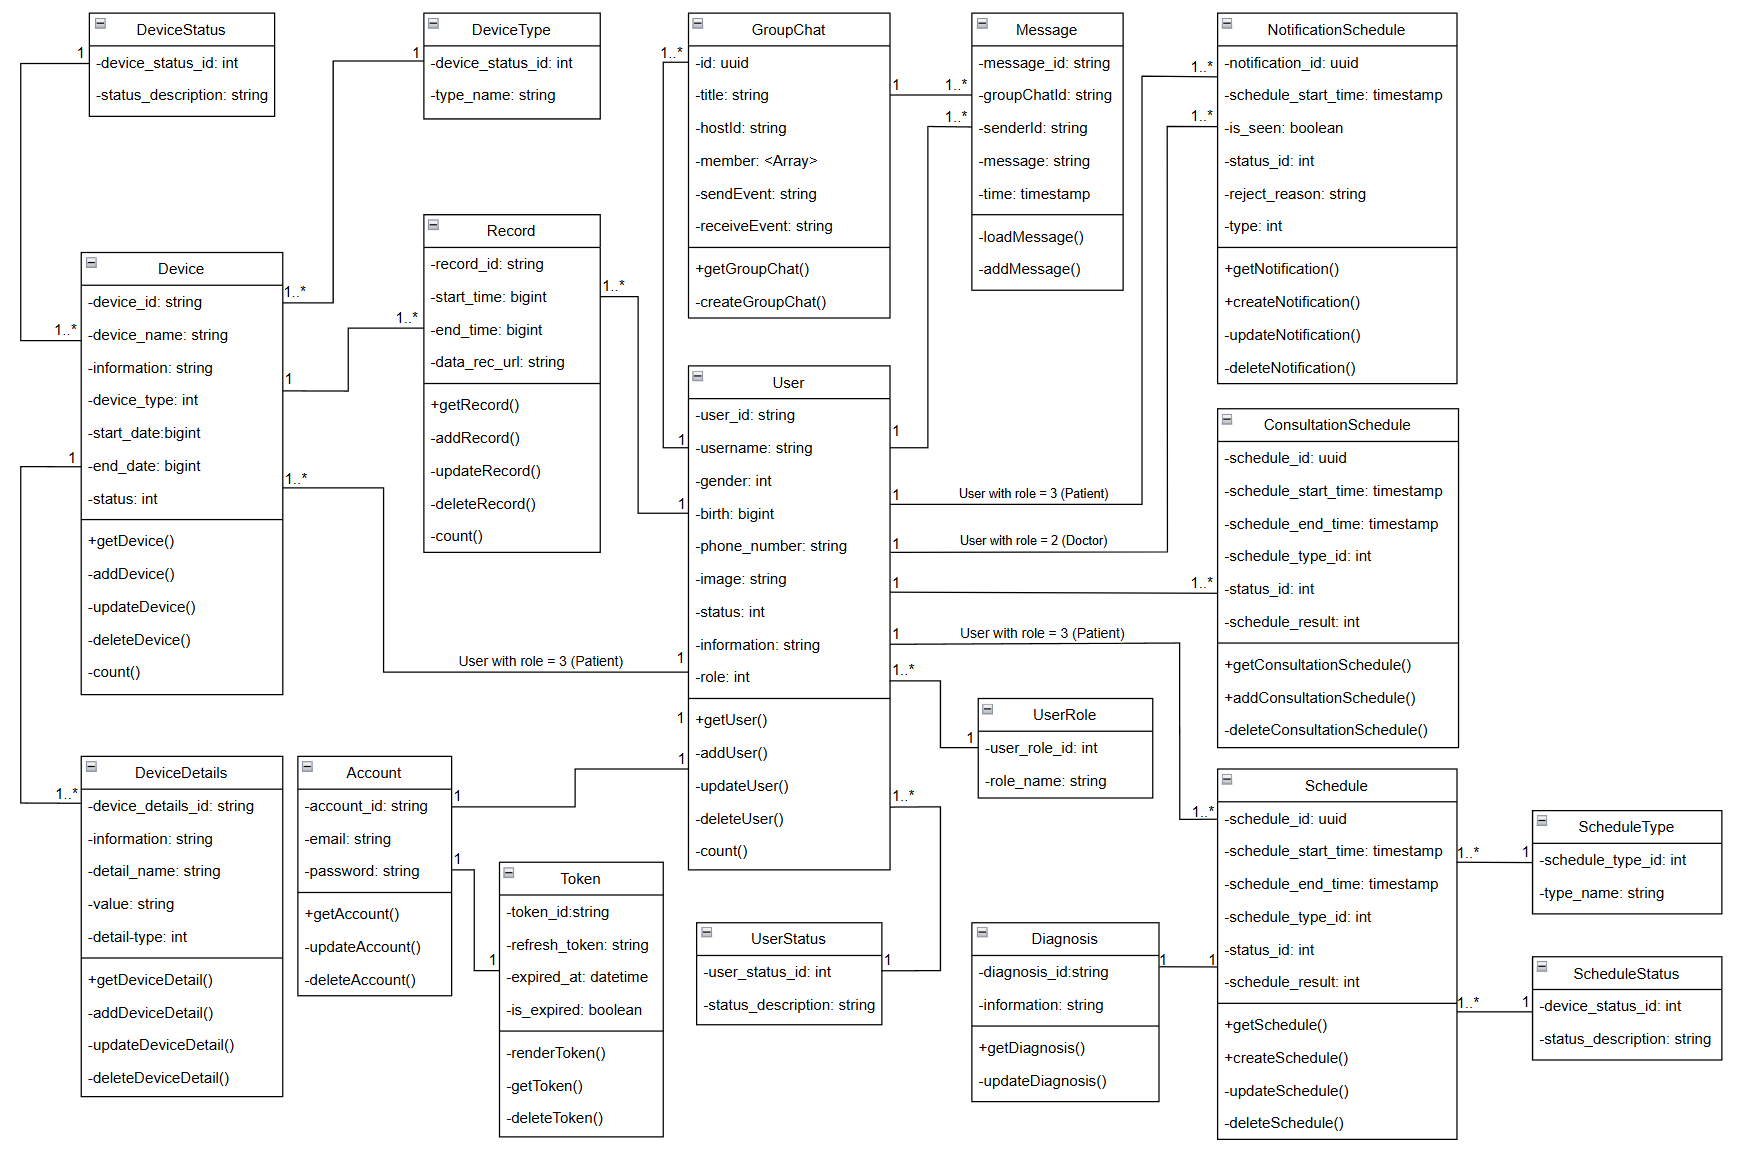 DeviceStatus
-device_status_id: int
-status_description: string
1
1..*
DeviceType
-device_status_id: int
-type_name: string
1
1..*
GroupChat
-id: uuid
-title: string
-hostId: string
-member: <Array>
-sendEvent: string
-receiveEvent: string
+getGroupChat()
-createGroupChat()
1..*
1
1
1..*
Message
-message_id: string
-groupChatId: string
-senderId: string
-message: string
-time: timestamp
-loadMessage()
-addMessage()
1..*
1
NotificationSchedule
-notification_id: uuid
-schedule_start_time: timestamp
-is_seen: boolean
-status_id: int
-reject_reason: string
-type: int
+getNotification()
+createNotification()
-updateNotification()
-deleteNotification()
1..*
1..*
Record
-record_id: string
-start_time: bigint
-end_time: bigint
-data_rec_url: string
+getRecord()
-addRecord()
-updateRecord()
-deleteRecord()
-count()
1..*
1..*
1
1
Device
-device_id: string
-device_name: string
-information: string
-device_type: int
-start_date:bigint
-end_date: bigint
-status: int
+getDevice()
-addDevice()
-updateDevice()
-deleteDevice()
-count()
1
1..*
User with role = 3 (Patient)
1
User
-user_id: string
-username: string
-gender: int
-birth: bigint
-phone_number: string
-image: string
-status: int
-information: string
-role: int
+getUser()
-addUser()
-updateUser()
-deleteUser()
-count()
1
User with role = 3 (Patient)
1
User with role = 2 (Doctor)
1
1..*
1
User with role = 3 (Patient)
1..*
1..*
ConsultationSchedule
-schedule_id: uuid
-schedule_start_time: timestamp
-schedule_end_time: timestamp
-schedule_type_id: int
-status_id: int
-schedule_result: int
+getConsultationSchedule()
+addConsultationSchedule()
-deleteConsultationSchedule()
UserRole
-user_role_id: int
-role_name: string
1
DeviceDetails
-device_details_id: string
-information: string
-detail_name: string
-value: string
-detail-type: int
+getDeviceDetail()
-addDeviceDetail()
-updateDeviceDetail()
-deleteDeviceDetail()
1..*
Account
-account_id: string
-email: string
-password: string
+getAccount()
-updateAccount()
-deleteAccount()
1
1
1
1
1
Token
-token_id:string
-refresh_token: string
-expired_at: datetime
-is_expired: boolean
-renderToken()
-getToken()
-deleteToken()
UserStatus
-user_status_id: int
-status_description: string
1
1..*
Diagnosis
-diagnosis_id:string
-information: string
+getDiagnosis()
-updateDiagnosis()
1
1
Schedule
-schedule_id: uuid
-schedule_start_time: timestamp
-schedule_end_time: timestamp
-schedule_type_id: int
-status_id: int
-schedule_result: int
+getSchedule()
+createSchedule()
-updateSchedule()
-deleteSchedule()
1..*
1
ScheduleType
-schedule_type_id: int
-type_name: string
1..*
1
ScheduleStatus
-device_status_id: int
-status_description: string